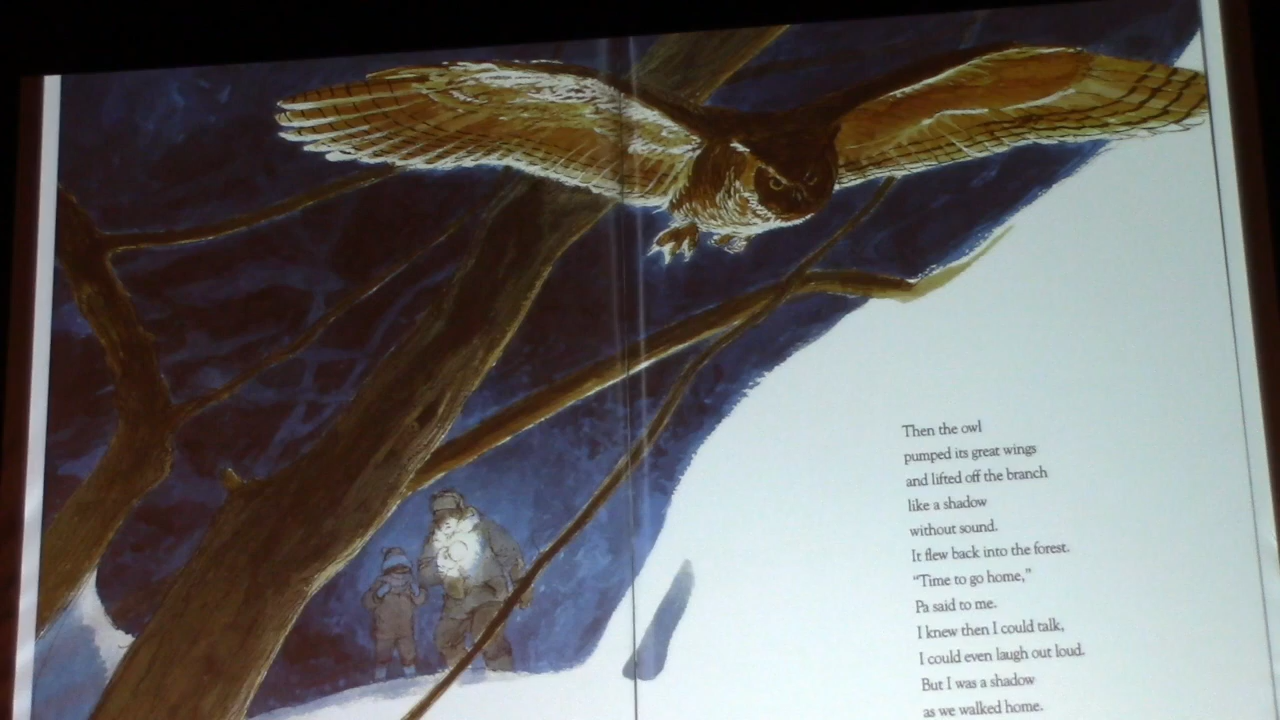 Then the owl
pumped its great wings
and lifted off the branch
like a shadow
without sound.
It flew back into the forest.
“Time to go home,”
Pa said to me.
I knew then I could talk,
I could even laugh out loud.
But I was a shadow
as we walked home.